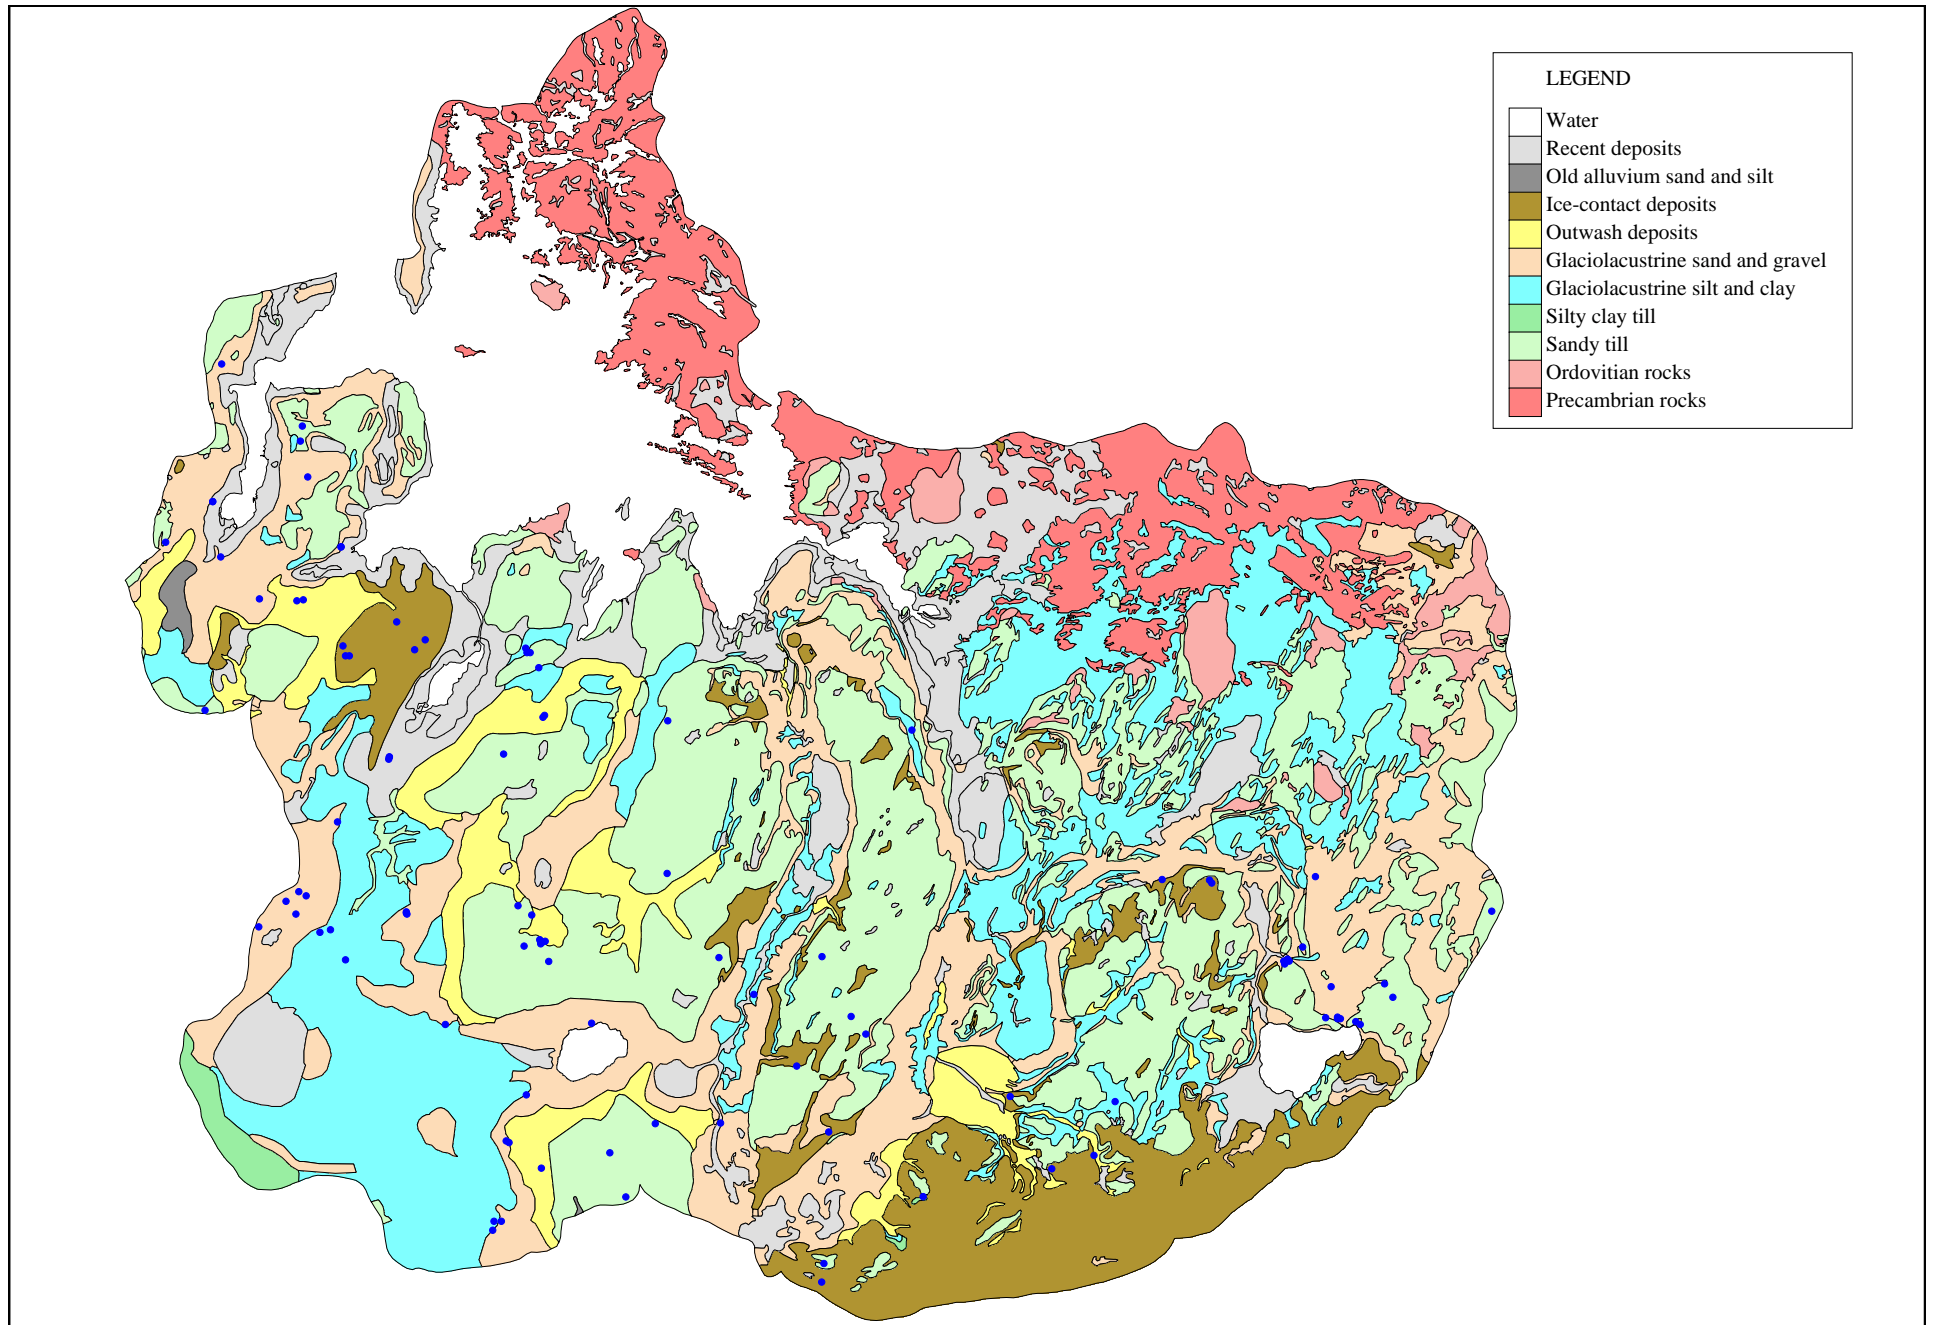 LEGEND
Water
Recent deposits
Old alluvium sand and silt
Ice-contact deposits
Outwash deposits
Glaciolacustrine sand and gravel
Glaciolacustrine silt and clay
Silty clay till
Sandy till
Ordovitian rocks
Precambrian rocks